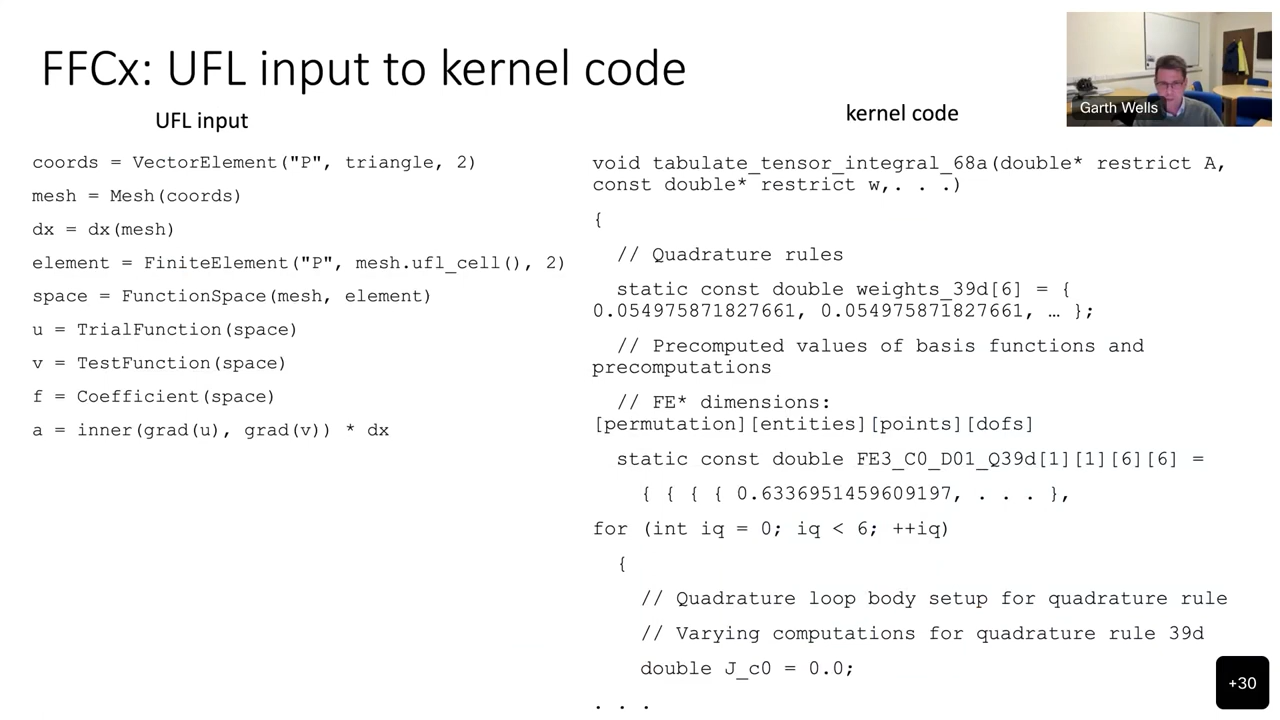 FFCx: UFL input to kernel code
Garth Wells
UFL input
coords = VectorElement("P", triangle, 2)
mesh = Mesh(coords)
dx = dx(mesh)
element = FiniteElement("P", mesh.ufl_cell(), 2)
space = FunctionSpace(mesh, element)
u = TrialFunction(space)
v = TestFunction(space)
f = Coefficient(space)
a = inner(grad(u), grad(v)) * dx
kernel code
void tabulate_tensor_integral_68a(double* restrict A,
const double* restrict w,. . .)
{
// Quadrature rules
static const double weights_39d[6] = {
0.054975871827661, 0.054975871827661, … };
// Precomputed values of basis functions and
precomputations
// FE* dimensions:
[permutation][entities][points][dofs]
static const double FE3_C0_D01_Q39d[1][1][6][6] =
{ { { { 0.6336951459609197, . . . },
for (int iq = 0; iq < 6; ++iq)
{
// Quadrature loop body setup for quadrature rule
// Varying computations for quadrature rule 39d
double J_c0 = 0.0;
. . .
+30